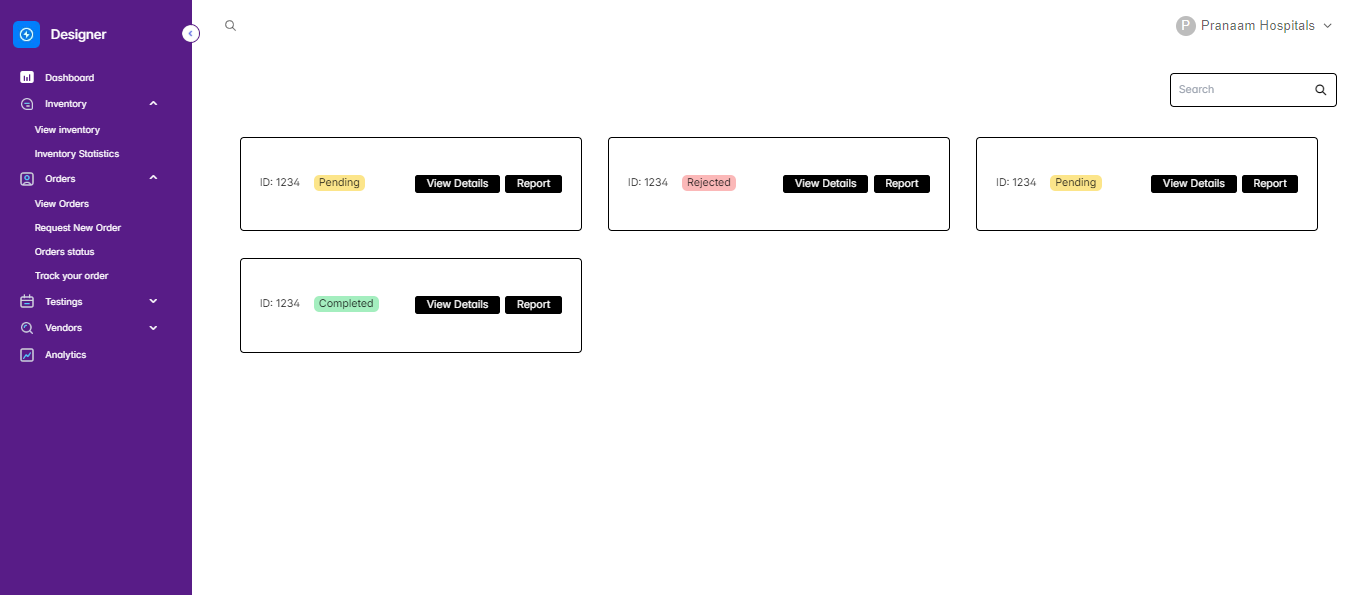 Designer
Dashboard
Inventory
View inventory
Inventory Statistics
Orders
View Orders
Request New Order
Orders status
Track your order
Testings
Vendors
Analytics
P Pranaam Hospitals
Search
ID: 1234 Pending View Details Report
ID: 1234 Rejected View Details Report
ID: 1234 Pending View Details Report
ID: 1234 Completed View Details Report